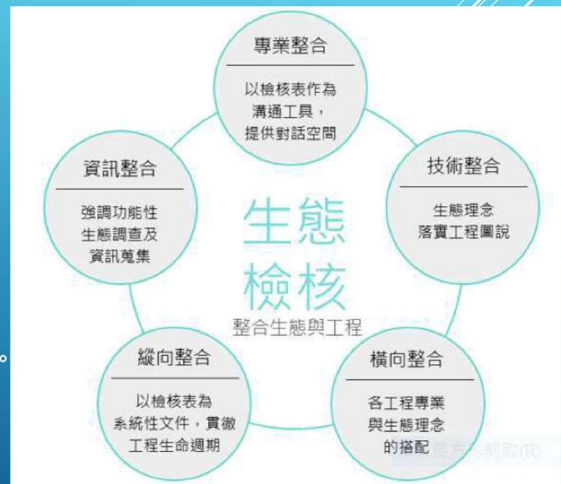 專業整合
以檢核表作為
溝通工具，
提供對話空間
資訊整合
強調功能性
生態調查及
資訊蒐集
技術整合
生態理念
落實工程圖說
生態
檢核
整合生態與工程
縱向整合
以檢核表為
系統性文件，貫徹
工程生命週期
橫向整合
各工程專業
與生態理念
的搭配
長方形剪取(R)